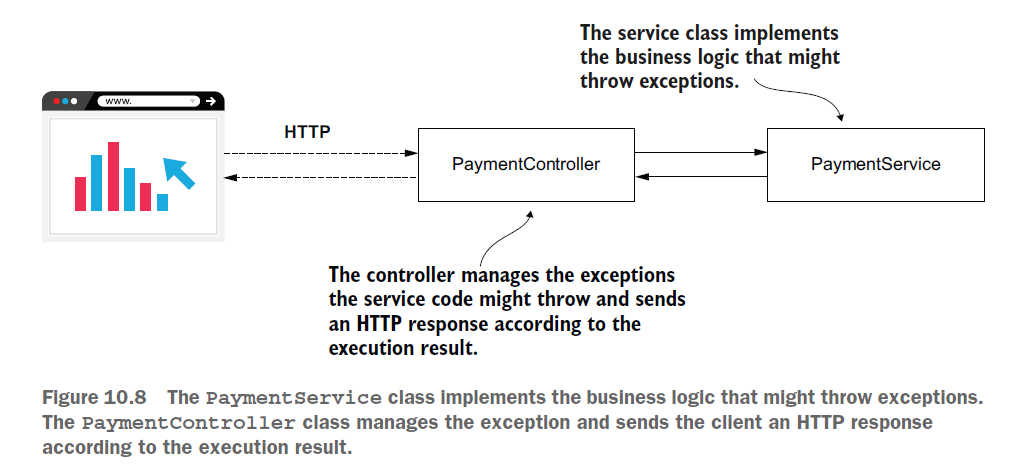 The service class implements
the business logic that might
throw exceptions.
www.
HTTP
PaymentController
PaymentService
The controller manages the exceptions
the service code might throw and sends
an HTTP response according to the
execution result.
Figure 10.8 The PaymentService class implements the business logic that might throw exceptions.
The PaymentController class manages the exception and sends the client an HTTP response
according to the execution result.